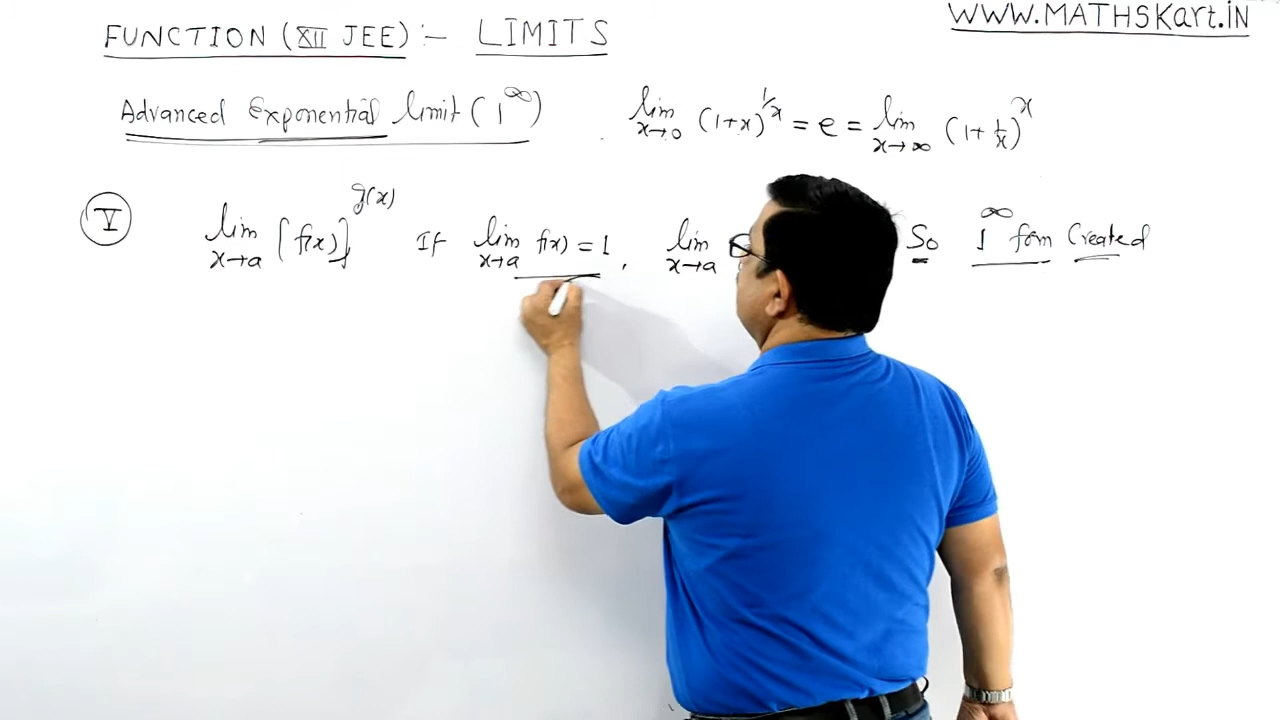 WWW.MATHSKart.iN
FUNCTION (XII JEE) :- LIMITS
Advanced Exponential limit (1^∞) lim x→0 (1+x)^1/x = e = lim x→∞ (1+1/x)^x
V lim x→a [f(x)]^g(x) If lim x→a f(x) = 1, lim x→a So 1^∞ form Created